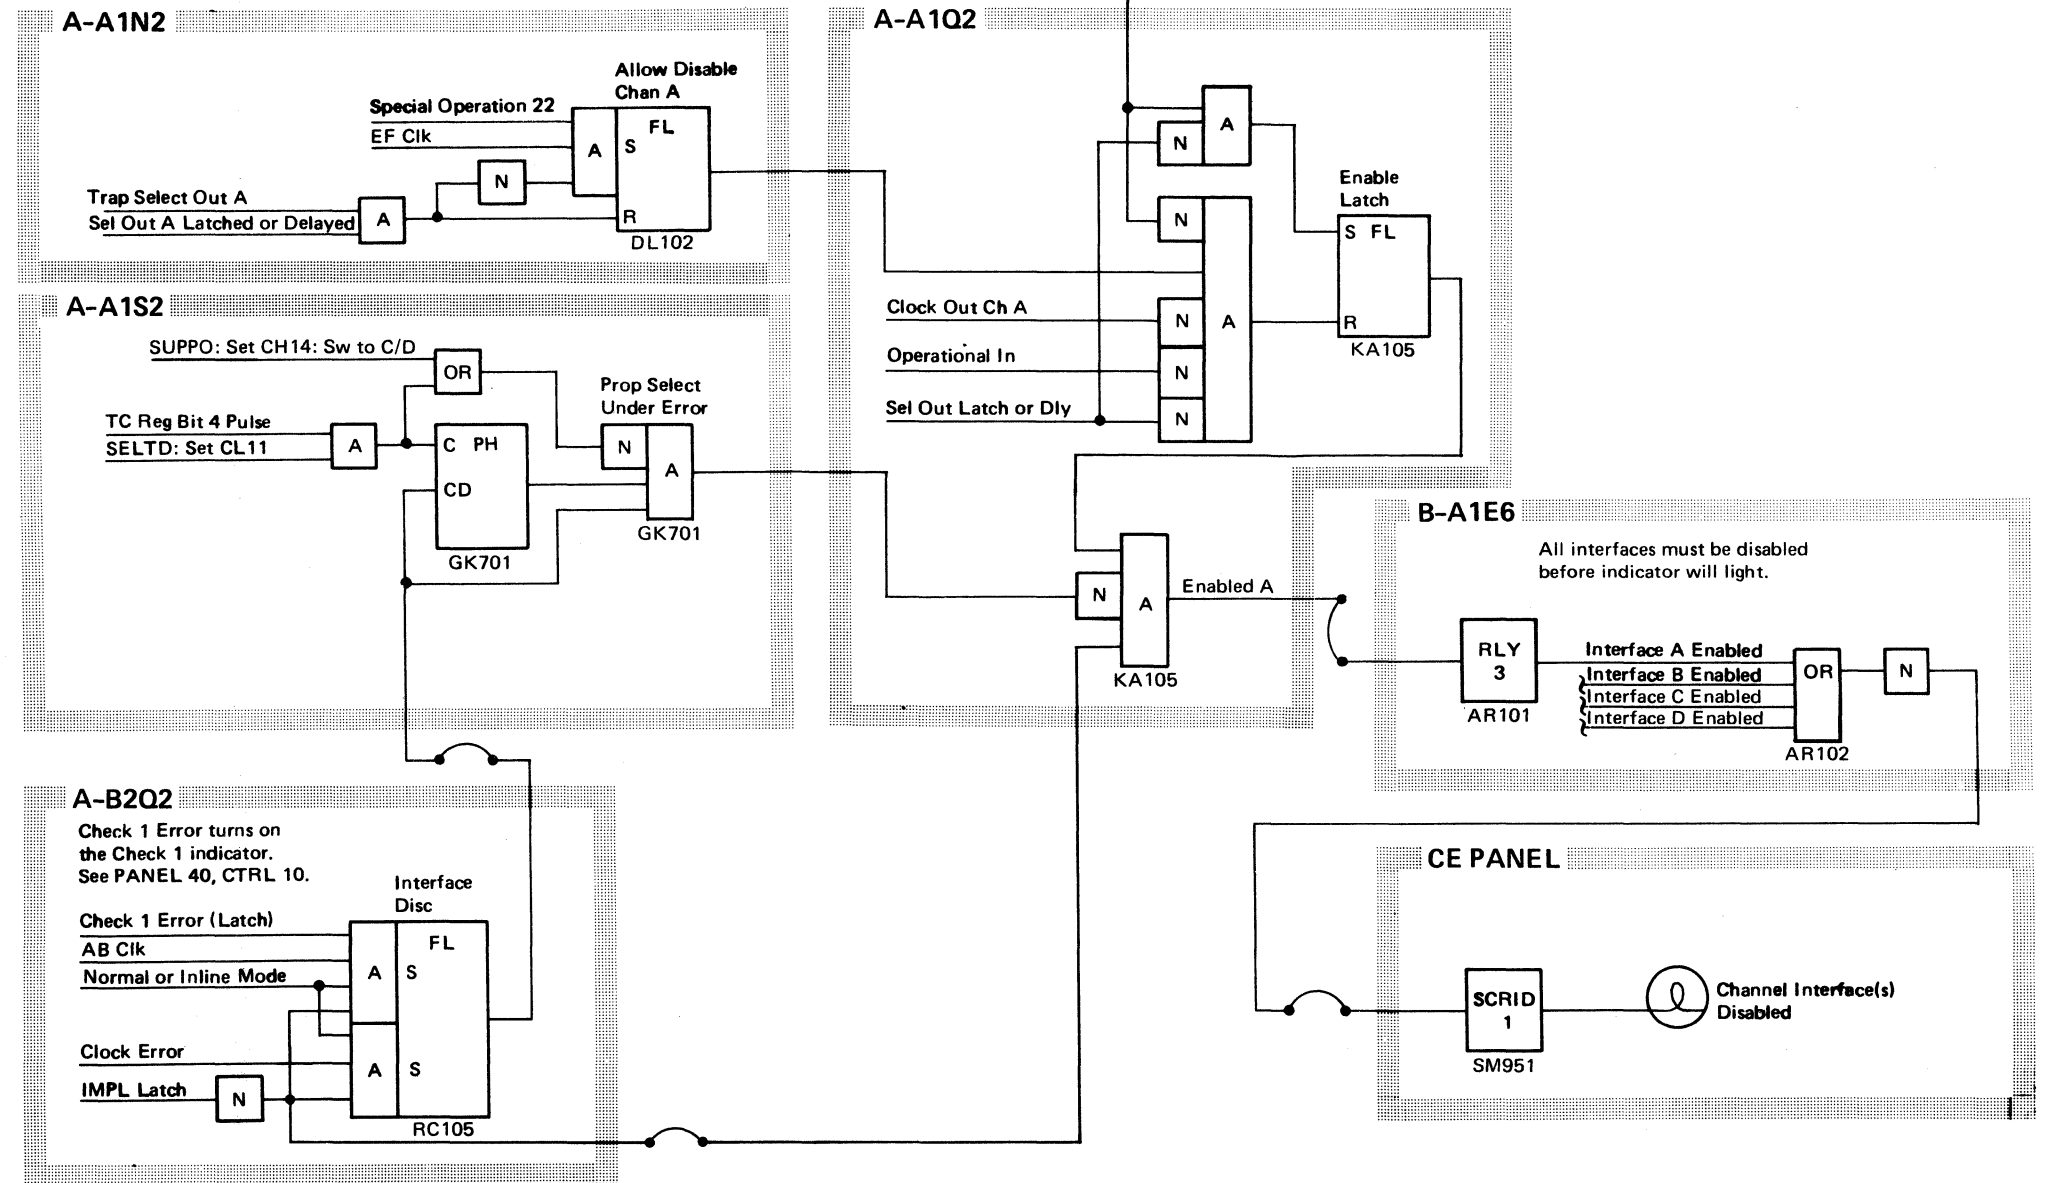 A-A1N2
Allow Disable
Chan A
Special Operation 22
EF Clk
FL
A
S
N
Trap Select Out A
Sel Out A Latched or Delayed
A
R
DL102
A-A1S2
SUPPO: Set CH14: Sw to C/D
OR
Prop Select
Under Error
TC Reg Bit 4 Pulse
SELTD: Set CL11
A
C PH
CD
GK701
N
A
GK701
A-A1Q2
A
N
N
Enable
Latch
S FL
R
KA105
Clock Out Ch A
N
A
Operational In
N
Sel Out Latch or Dly
N
N
A
Enabled A
KA105
B-A1E6
All interfaces must be disabled
before indicator will light.
RLY
3
AR101
Interface A Enabled
Interface B Enabled
Interface C Enabled
Interface D Enabled
OR
N
AR102
A-B2Q2
Check 1 Error turns on
the Check 1 indicator.
See PANEL 40, CTRL 10.
Interface
Disc
Check 1 Error (Latch)
AB Clk
Normal or Inline Mode
FL
A
S
Clock Error
A
S
IMPL Latch
N
RC105
CE PANEL
SCRID
1
SM951
Channel Interface(s)
Disabled